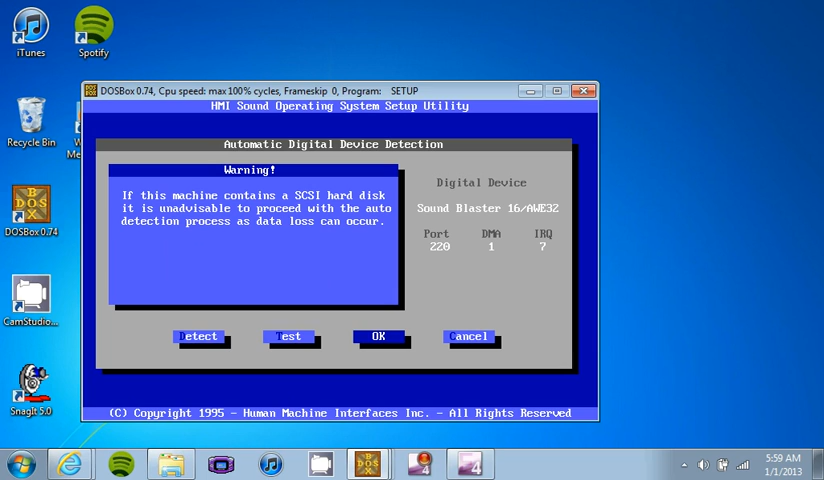 iTunes
Spotify
Recycle Bin
DOSBox 0.74
CamStudio...
SnagIt 5.0
DOSBox 0.74, Cpu speed: max 100% cycles, Frameskip 0, Program: SETUP
HMI Sound Operating System Setup Utility
Automatic Digital Device Detection
Warning!
If this machine contains a SCSI hard disk
it is unadvisable to proceed with the auto
detection process as data loss can occur.
Digital Device
Sound Blaster 16/AWE32
Port DMA IRQ
220 1 7
Detect Test OK Cancel
(C) Copyright 1995 - Human Machine Interfaces Inc. - All Rights Reserved
5:59 AM
1/1/2013